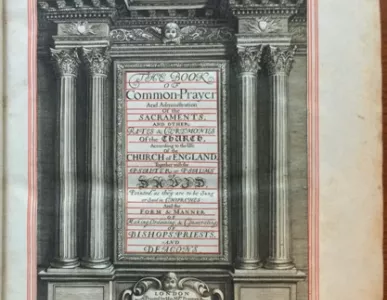 THE BOOK
OF
Common-Prayer
And Administration
Of the
SACRAMENTS,
AND OTHER
RITES & CEREMONIES
Of the CHURCH,
According to the Use
Of the
CHURCH of ENGLAND,
Together with the
PSALTER Or PSALMS
OF
DAVID
Pointed as they are to be Sung
or said in CHURCHES:
And the
FORM & MANNER
OF
Making, Ordaining, & Consecrating
OF
BISHOPS, PRIESTS,
AND
DEACONS
LONDON